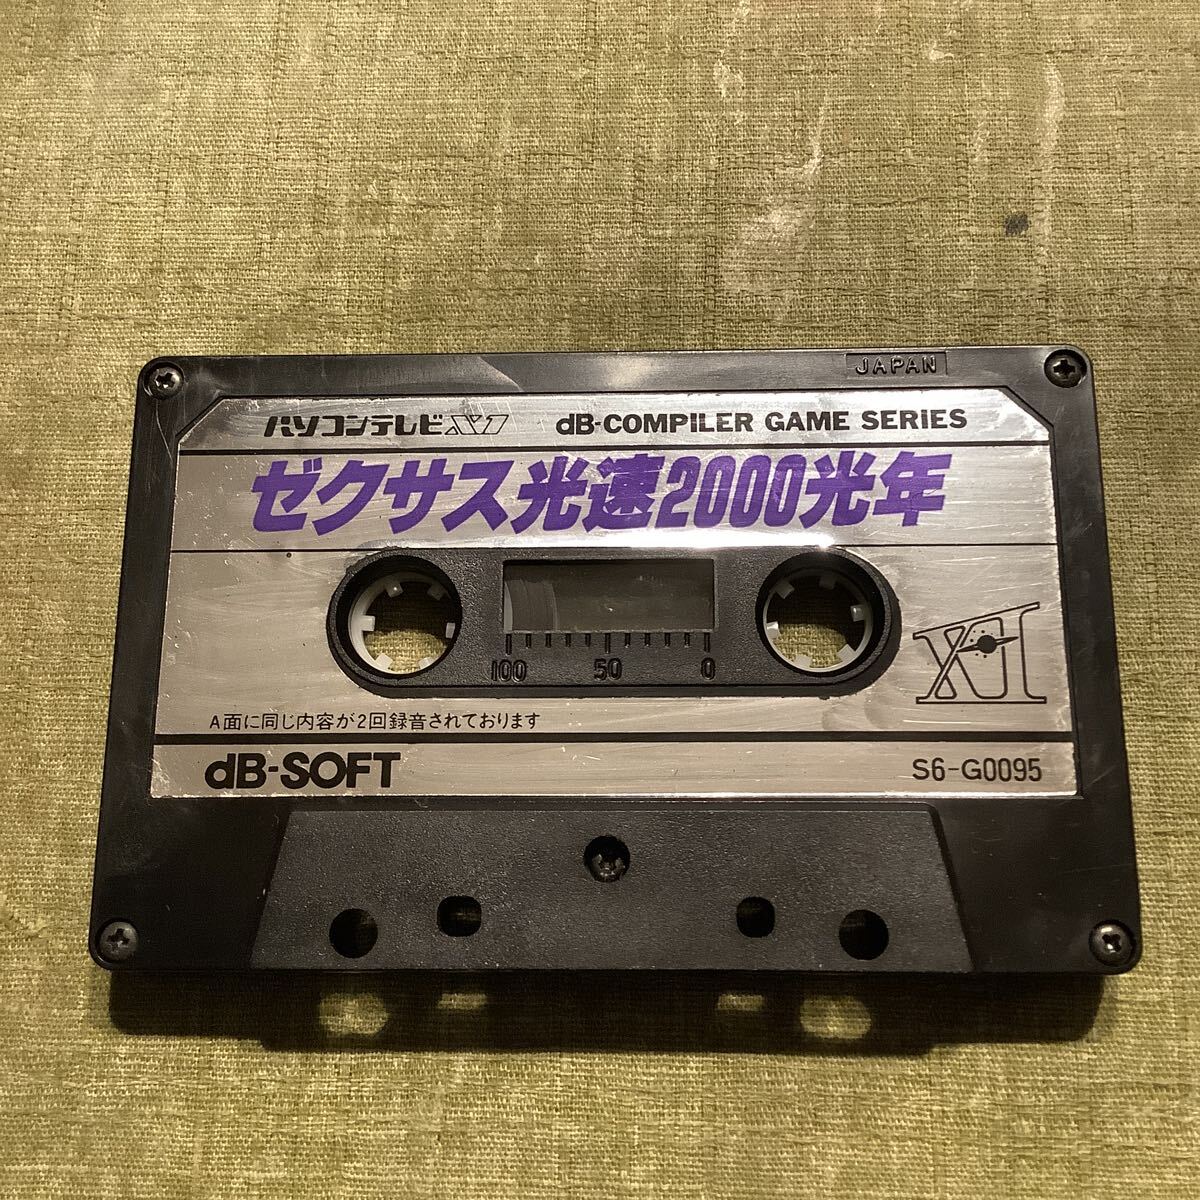 JAPAN
パソコンテレビX1 dB-COMPILER GAME SERIES
ゼクサス光速2000光年
100 50 0
X1
A面に同じ内容が2回録音されております
dB-SOFT S6-G0095